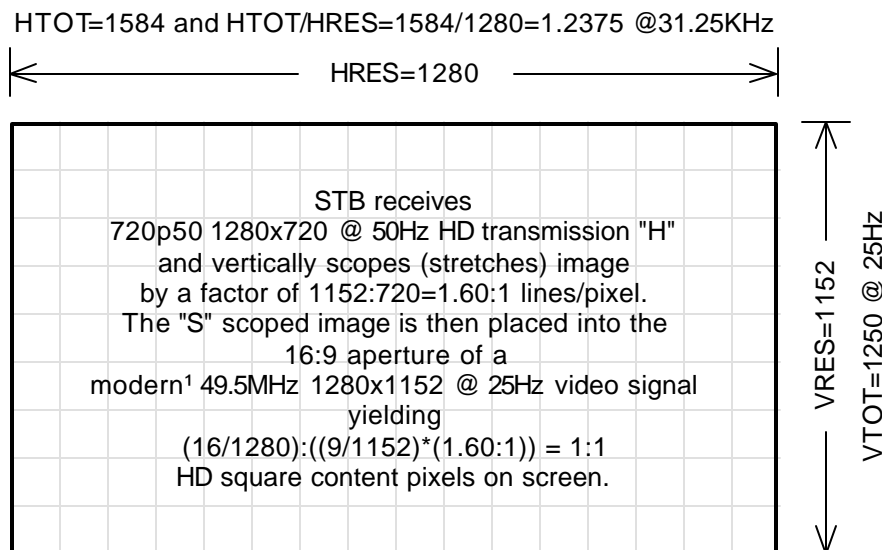 HTOT=1584 and HTOT/HRES=1584/1280=1.2375 @31.25KHz
HRES=1280
STB receives
720p50 1280x720 @ 50Hz HD transmission "H"
and vertically scopes (stretches) image
by a factor of 1152:720=1.60:1 lines/pixel.
The "S" scoped image is then placed into the
16:9 aperture of a
modern¹ 49.5MHz 1280x1152 @ 25Hz video signal
yielding
(16/1280):((9/1152)*(1.60:1)) = 1:1
HD square content pixels on screen.
VRES=1152
VTOT=1250 @ 25Hz